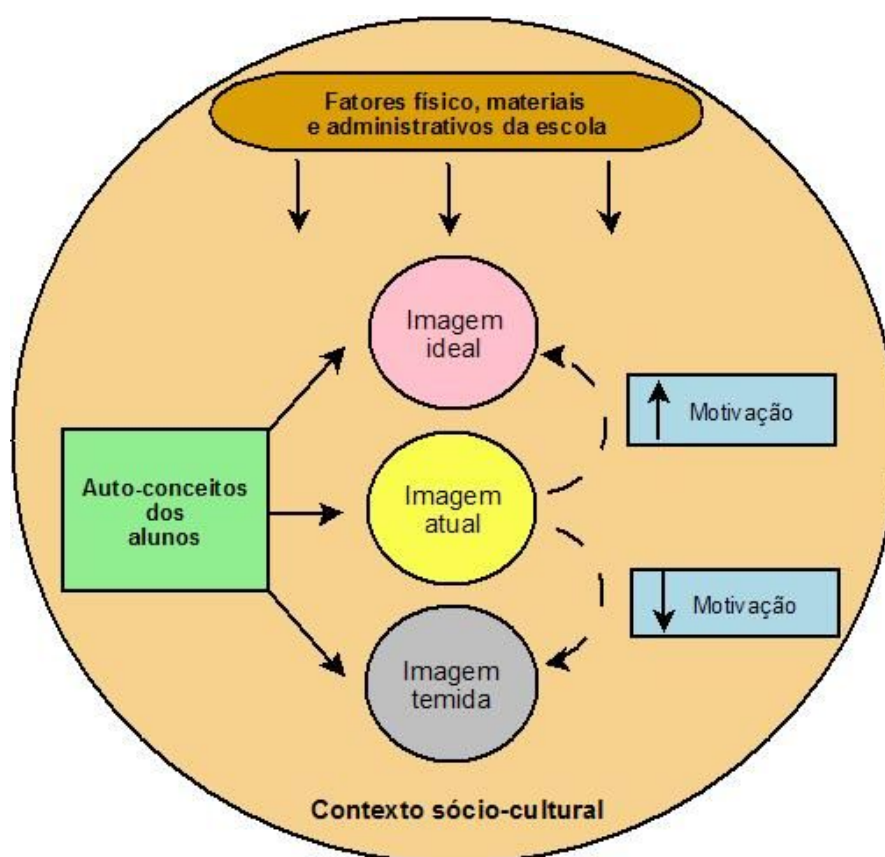 Fatores físico, materiais
e administrativos da escola
Imagem
ideal
Motivação
Auto-conceitos
dos
alunos
Imagem
atual
Motivação
Imagem
temida
Contexto sócio-cultural